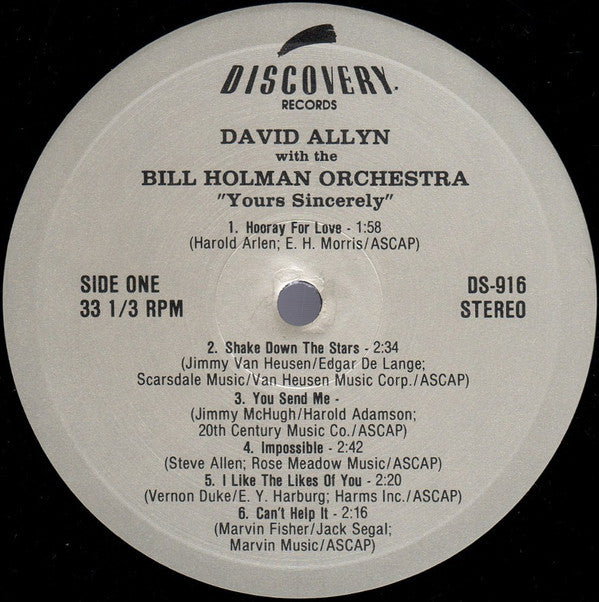 DISCOVERY
RECORDS
DAVID ALLYN
with the
BILL HOLMAN ORCHESTRA
"Yours Sincerely"
1. Hooray For Love - 1:58
(Harold Arlen; E. H. Morris/ASCAP)
SIDE ONE
33 1/3 RPM
DS-916
STEREO
2. Shake Down The Stars - 2:34
(Jimmy Van Heusen/Edgar De Lange;
Scarsdale Music/Van Heusen Music Corp./ASCAP)
3. You Send Me -
(Jimmy McHugh/Harold Adamson;
20th Century Music Co./ASCAP)
4. Impossible - 2:42
(Steve Allen; Rose Meadow Music/ASCAP)
5. I Like The Likes Of You - 2:20
(Vernon Duke/E. Y. Harburg; Harms Inc./ASCAP)
6. Can't Help It - 2:16
(Marvin Fisher/Jack Segal;
Marvin Music/ASCAP)